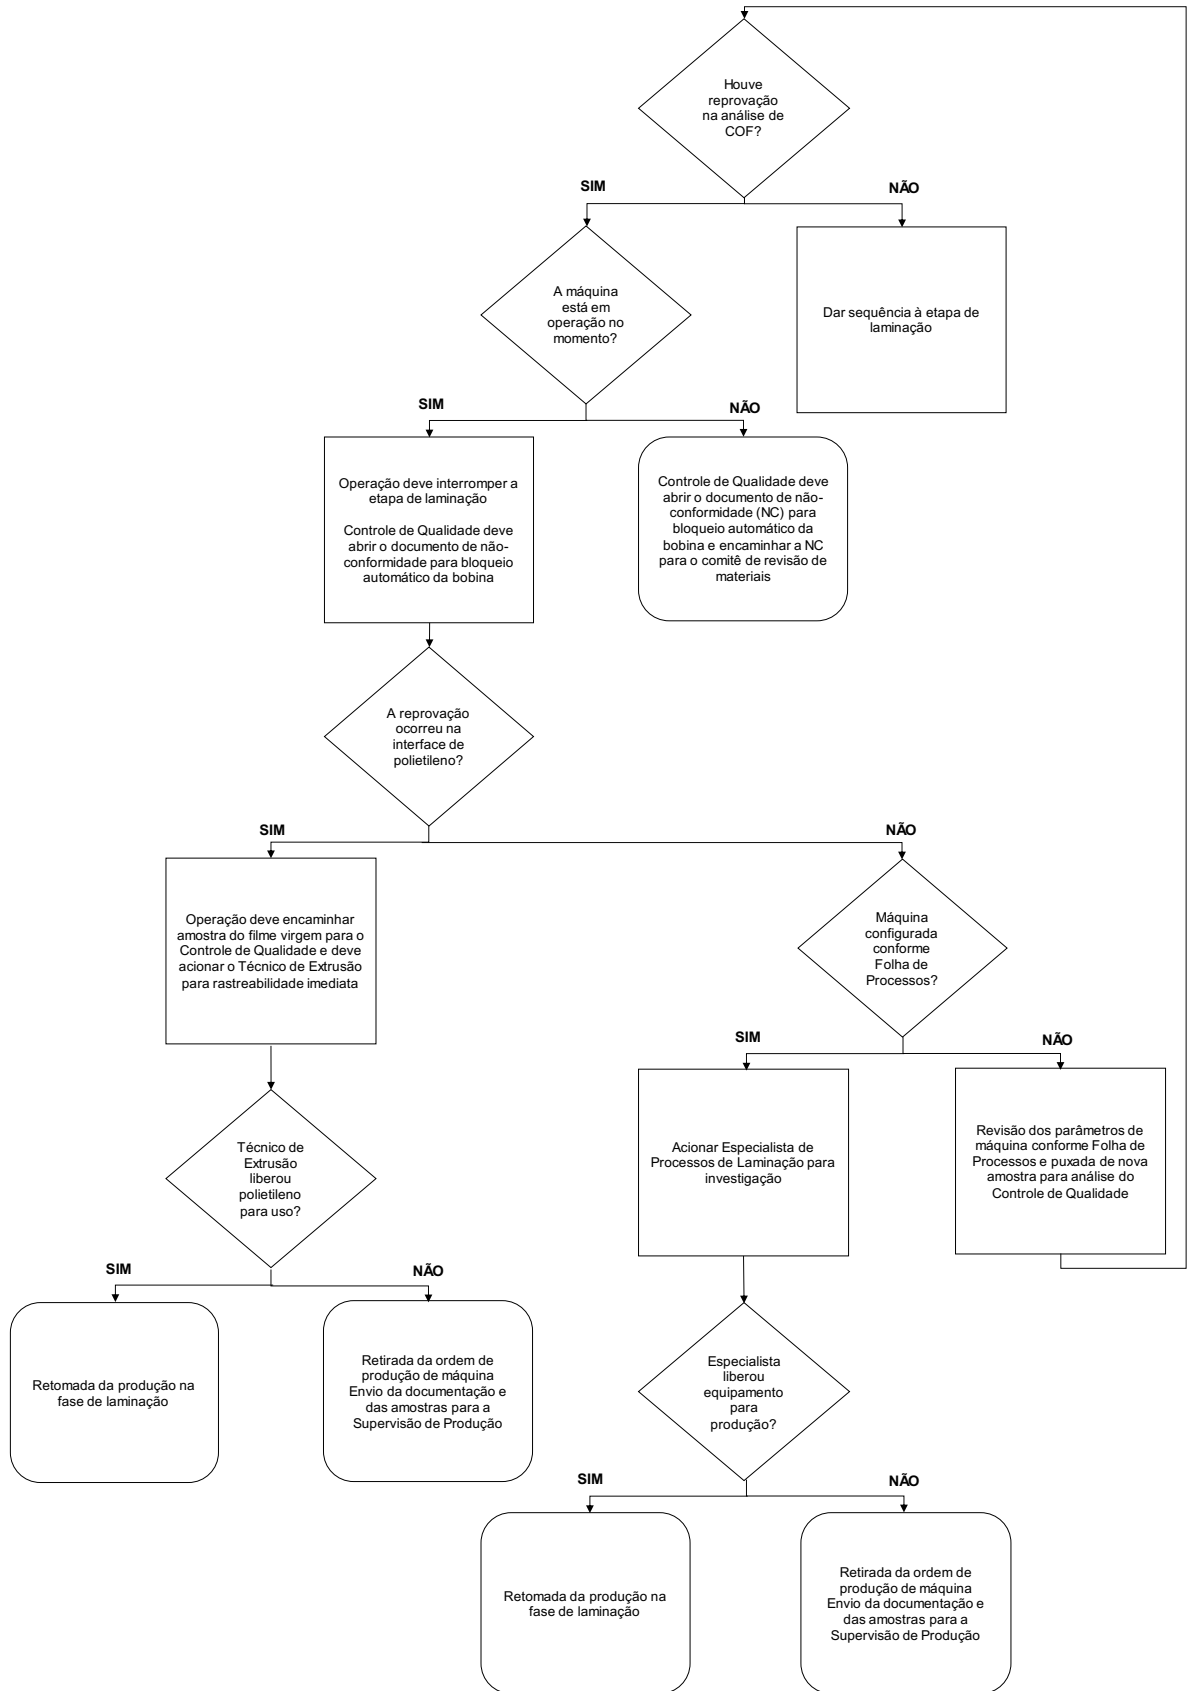 Houve
reprovação
na análise de
COF?
SIM
NÃO
A máquina
está em
operação no
momento?
Dar sequência à etapa de
laminação
SIM
NÃO
Operação deve interromper a
etapa de laminação
Controle de Qualidade deve
abrir o documento de não-
conformidade para bloqueio
automático da bobina
Controle de Qualidade deve
abrir o documento de não-
conformidade (NC) para
bloqueio automático da
bobina e encaminhar a NC
para o comitê de revisão de
materiais
A reprovação
ocorreu na
interface de
polietileno?
SIM
NÃO
Operação deve encaminhar
amostra do filme virgem para o
Controle de Qualidade e deve
acionar o Técnico de Extrusão
para rastreabilidade imediata
Máquina
configurada
conforme
Folha de
Processos?
SIM
NÃO
Técnico de
Extrusão
liberou
polietileno
para uso?
Acionar Especialista de
Processos de Laminação para
investigação
Revisão dos parâmetros de
máquina conforme Folha de
Processos e puxada de nova
amostra para análise do
Controle de Qualidade
SIM
NÃO
Retomada da produção na
fase de laminação
Retirada da ordem de
produção de máquina
Envio da documentação e
das amostras para a
Supervisão de Produção
Especialista
liberou
equipamento
para
produção?
SIM
NÃO
Retomada da produção na
fase de laminação
Retirada da ordem de
produção de máquina
Envio da documentação e
das amostras para a
Supervisão de Produção